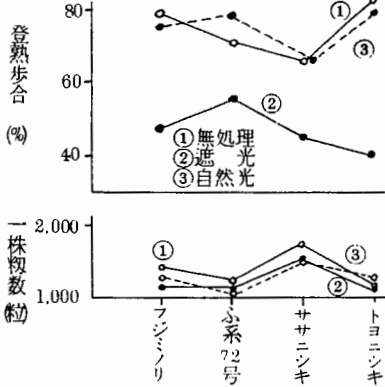 登熟歩合
(%)
80
60
40
①
③
②
①無処理
②遮 光
③自然光
一株籾数
(粒)
2,000
1,000
①
③
②
フジミノリ
ふ系72号
ササニシキ
トヨニシキ